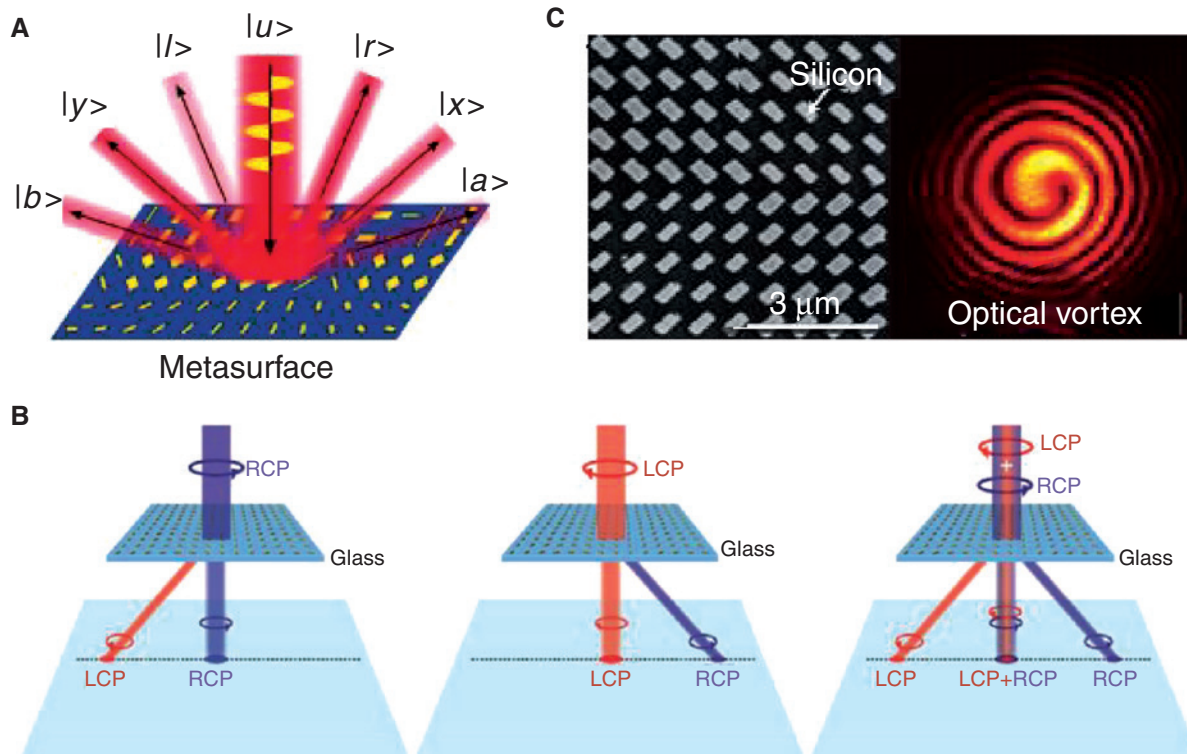 A
|u>
|l>
|r>
|y>
|x>
|b>
|a>
Metasurface
C
Silicon
3 μm
Optical vortex
B
RCP
Glass
LCP
RCP
LCP
Glass
LCP
RCP
LCP
+
RCP
Glass
LCP
LCP+RCP
RCP